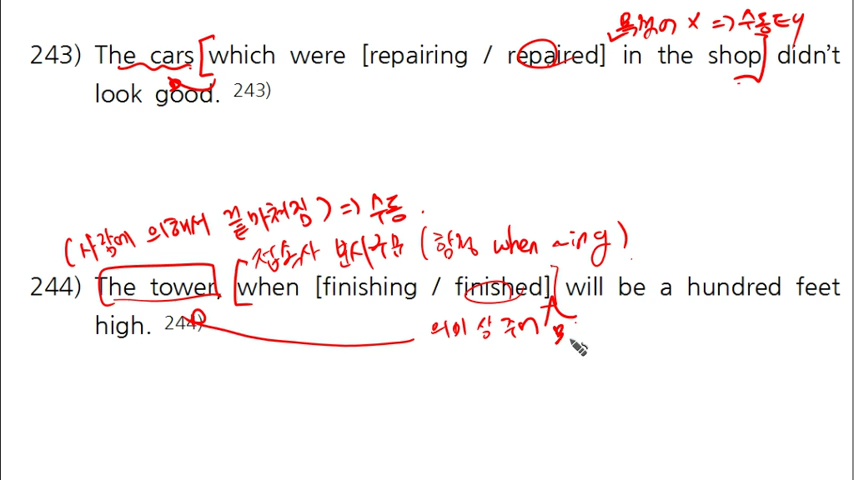 목적어 X => 수동태
243) The cars which were [repairing / repaired] in the shop didn't
look good. 243)
(사람에 의해서 끝마쳐짐) => 수동.
접속사 분사구문 (함정 when ~ing)
244) The tower, when [finishing / finished], will be a hundred feet
high. 244)
의미상 주어